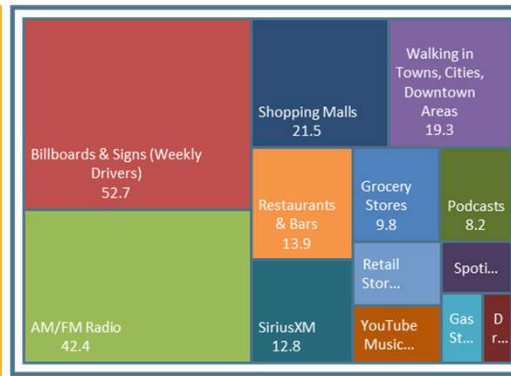 Billboards & Signs (Weekly
Drivers)
52.7
AM/FM Radio
42.4
Shopping Malls
21.5
Walking in
Towns, Cities,
Downtown
Areas
19.3
Restaurants
& Bars
13.9
SiriusXM
12.8
Grocery
Stores
9.8
Podcasts
8.2
Retail
Stor...
Spoti...
YouTube
Music...
Gas
St...
D
r...